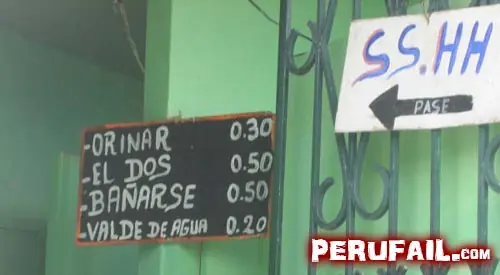 -ORINAR 0.30
-EL DOS 0.50
-BAÑARSE 0.50
-VALDE DE AGUA 0.20
SS.HH
PASE
PERUFAIL.COM